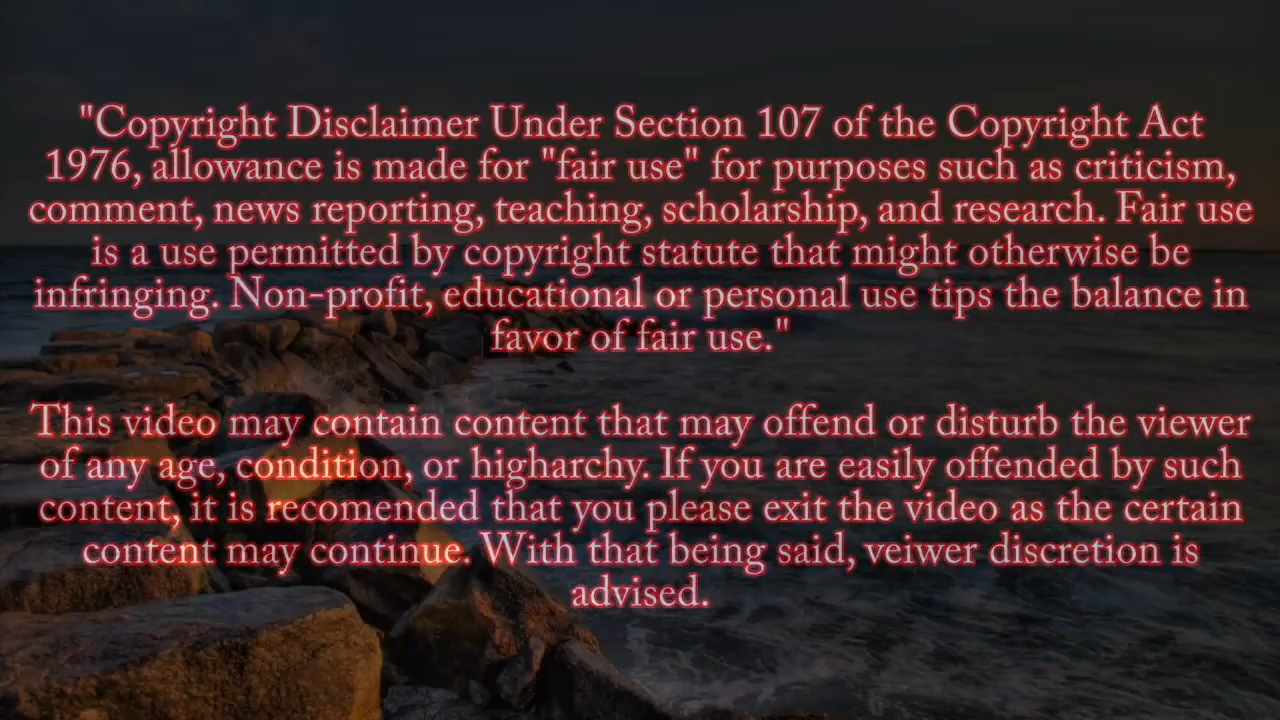 "Copyright Disclaimer Under Section 107 of the Copyright Act
1976, allowance is made for "fair use" for purposes such as criticism,
comment, news reporting, teaching, scholarship, and research. Fair use
is a use permitted by copyright statute that might otherwise be
infringing. Non-profit, educational or personal use tips the balance in
favor of fair use."
This video may contain content that may offend or disturb the viewer
of any age, condition, or higharchy. If you are easily offended by such
content, it is recomended that you please exit the video as the certain
content may continue. With that being said, veiwer discretion is
advised.